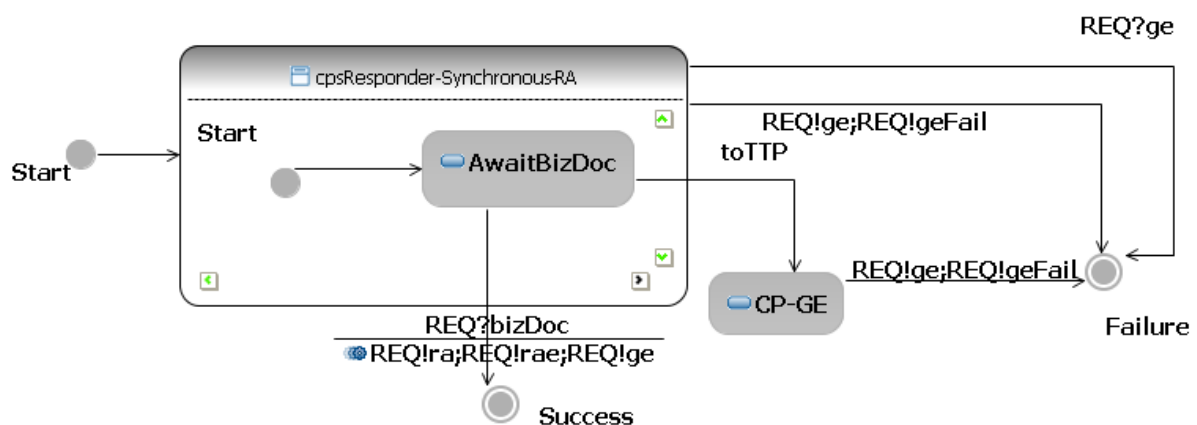 REQ?ge
cpsResponder-Synchronous-RA
Start
REQ!ge;REQ!geFail
toTTP
AwaitBizDoc
Start
REQ!ge;REQ!geFail
CP-GE
REQ?bizDoc
Failure
REQ!ra;REQ!rae;REQ!ge
Success